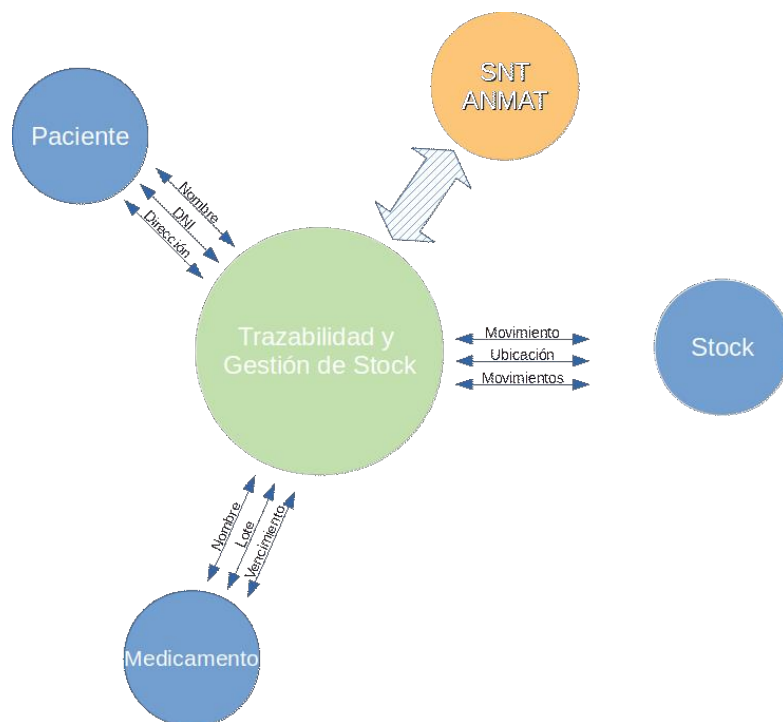 SNT
ANMAT
Paciente
Nombre
DNI
Dirección
Trazabilidad y
Gestión de Stock
Movimiento
Ubicación
Movimientos
Stock
Nombre
Lote
Vencimiento
Medicamento